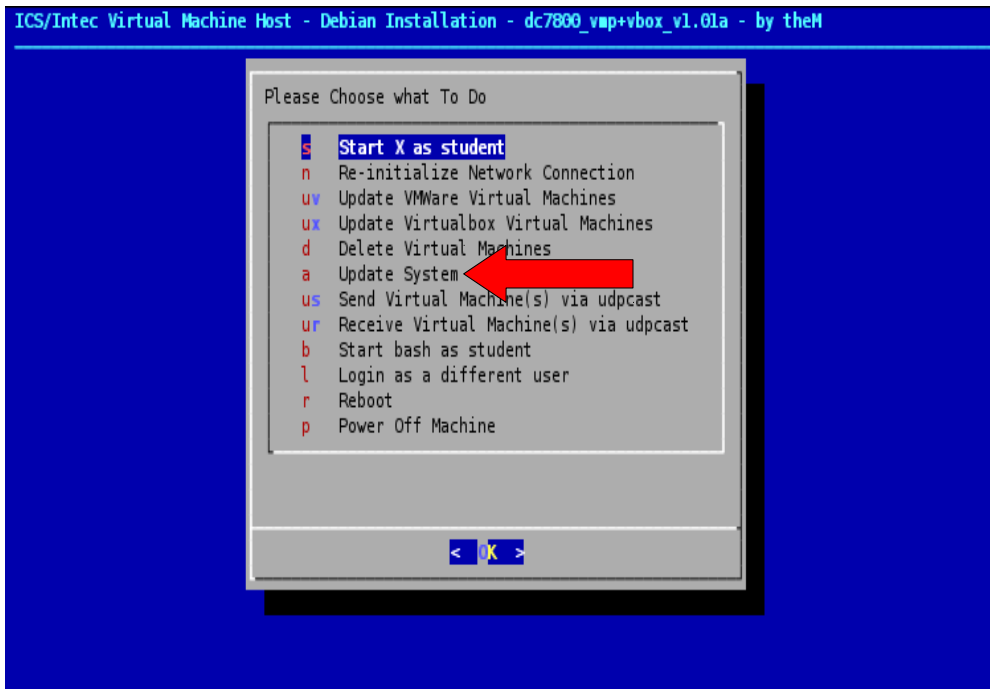 ICS/Intec Virtual Machine Host - Debian Installation - dc7800_vmp+vbox_v1.01a - by theM
Please Choose what To Do
s Start X as student
n Re-initialize Network Connection
uv Update VMWare Virtual Machines
ux Update Virtualbox Virtual Machines
d Delete Virtual Machines
a Update System
us Send Virtual Machine(s) via udpcast
ur Receive Virtual Machine(s) via udpcast
b Start bash as student
l Login as a different user
r Reboot
p Power Off Machine
< OK >